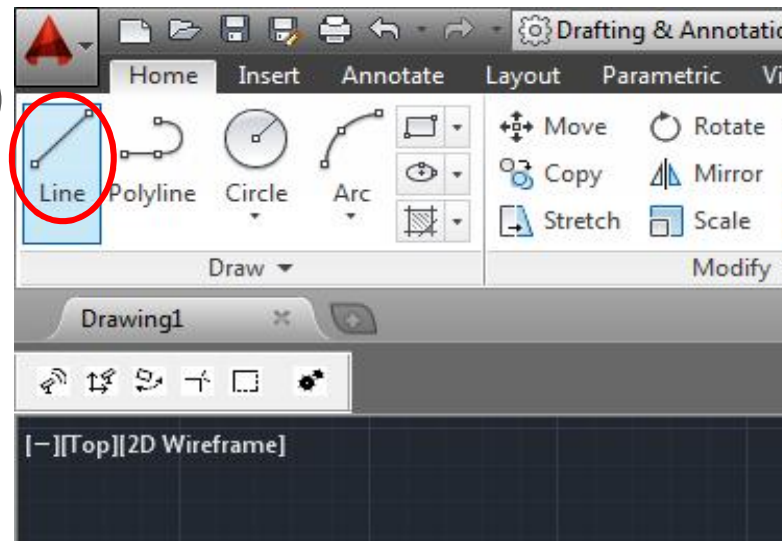 Drafting & Annotatio
Home Insert Annotate Layout Parametric Vi
Move Rotate
Line Polyline Circle Arc Copy Mirror
Stretch Scale
Draw Modify
Drawing1
[−][Top][2D Wireframe]